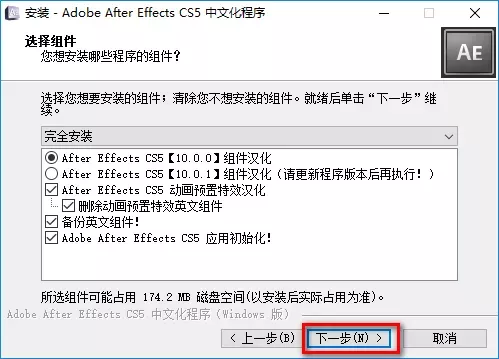 安装 - Adobe After Effects CS5 中文化程序
选择组件
您想安装哪些程序的组件？
AE
选择您想要安装的组件；清除您不想安装的组件。就绪后单击“下一步”继
续。
完全安装
After Effects CS5【10.0.0】组件汉化
After Effects CS5【10.0.1】组件汉化（请更新程序版本后再执行！）
After Effects CS5 动画预置特效汉化
删除动画预置特效英文组件
备份英文组件！
Adobe After Effects CS5 应用初始化！
所选组件可能占用 174.2 MB 磁盘空间(以安装后实际占用为准)。
Adobe After Effects CS5 中文化程序（Windows 版）
< 上一步(B)
下一步(N) >
取消